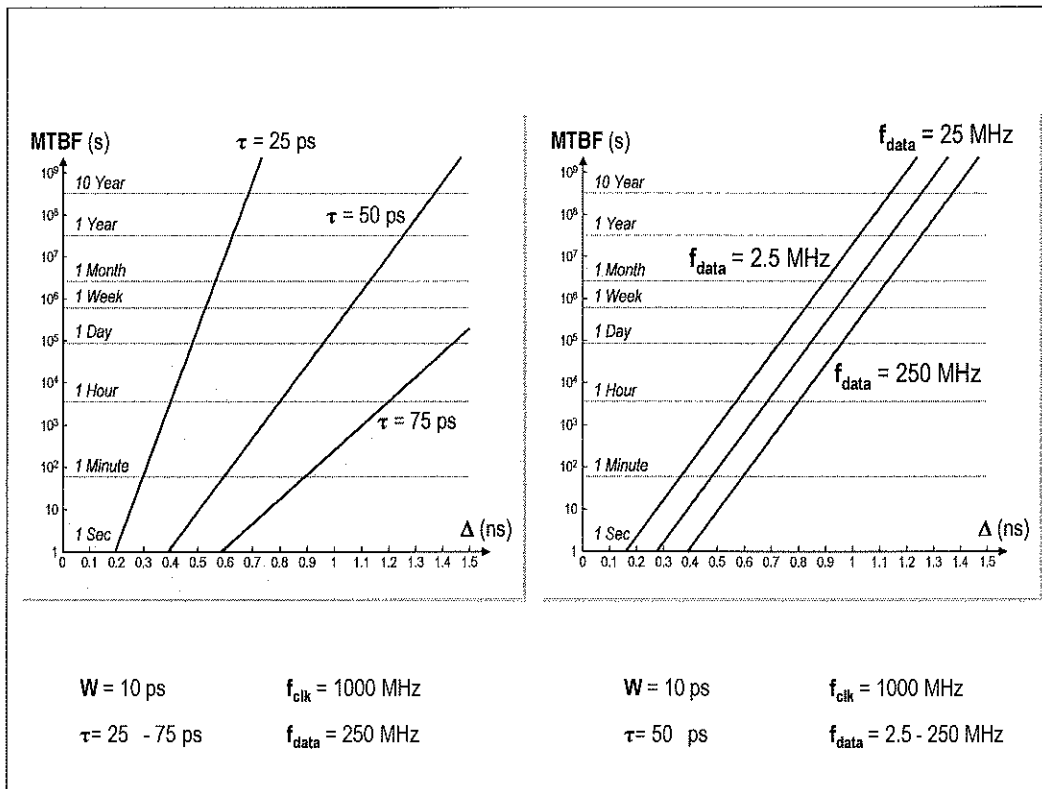 MTBF (s)
τ = 25 ps
10⁹
10 Year
10⁸
τ = 50 ps
1 Year
10⁷
1 Month
10⁶
1 Week
1 Day
10⁵
1 Hour
10⁴
τ = 75 ps
10³
1 Minute
10²
10
1 Sec
Δ (ns)
1
0 0.1 0.2 0.3 0.4 0.5 0.6 0.7 0.8 0.9 1 1.1 1.2 1.3 1.4 1.5
W = 10 ps f_clk = 1000 MHz
τ= 25 - 75 ps f_data = 250 MHz
MTBF (s)
f_data = 25 MHz
10⁹
10 Year
10⁸
1 Year
10⁷
f_data = 2.5 MHz
1 Month
10⁶
1 Week
1 Day
10⁵
f_data = 250 MHz
1 Hour
10⁴
10³
1 Minute
10²
10
1 Sec
Δ (ns)
1
0 0.1 0.2 0.3 0.4 0.5 0.6 0.7 0.8 0.9 1 1.1 1.2 1.3 1.4 1.5
W = 10 ps f_clk = 1000 MHz
τ= 50 ps f_data = 2.5 - 250 MHz